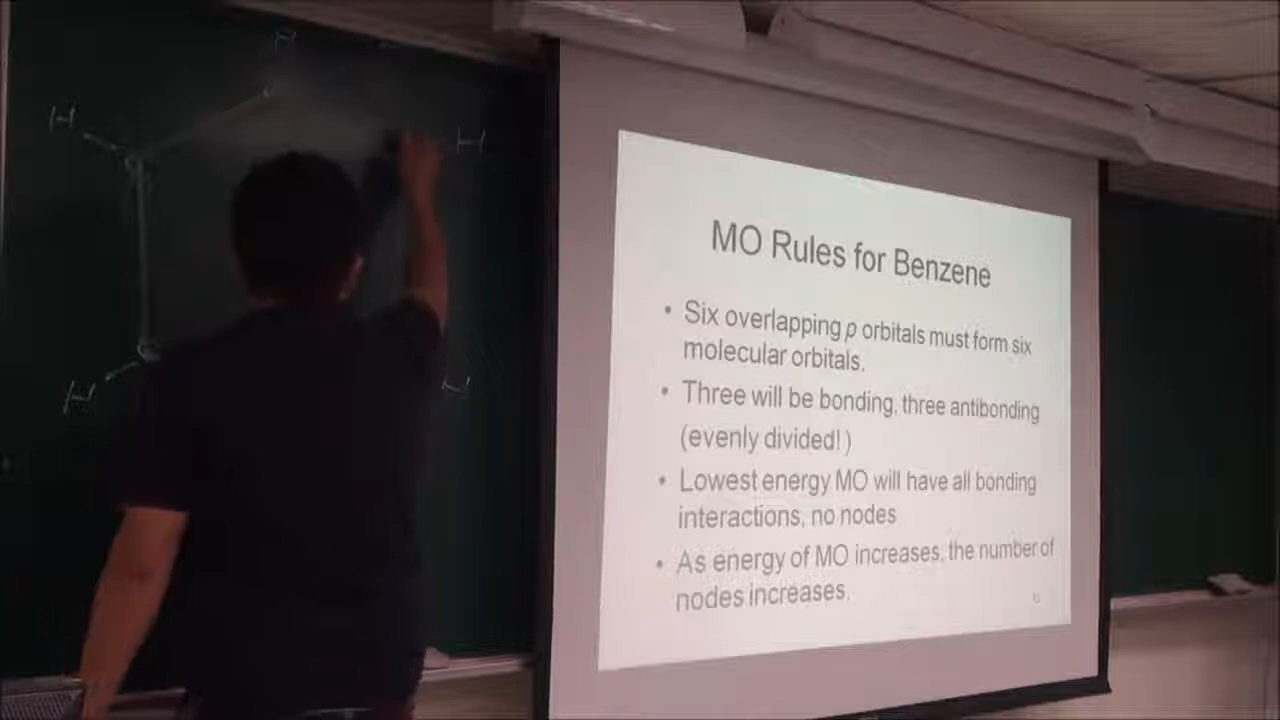 H
H
H
H
MO Rules for Benzene
• Six overlapping p orbitals must form six
molecular orbitals.
• Three will be bonding, three antibonding
(evenly divided! )
• Lowest energy MO will have all bonding
interactions, no nodes
• As energy of MO increases, the number of
nodes increases.